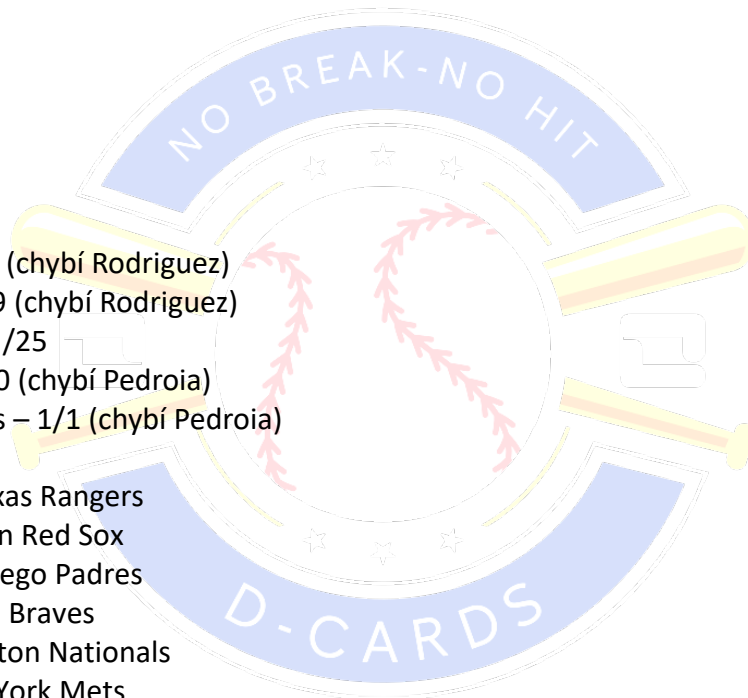 NO BREAK-NO HIT
(chybí Rodriguez)
9 (chybí Rodriguez)
/25
0 (chybí Pedroia)
s – 1/1 (chybí Pedroia)
xas Rangers
n Red Sox
ego Padres
Braves
ton Nationals
York Mets
D-CARDS